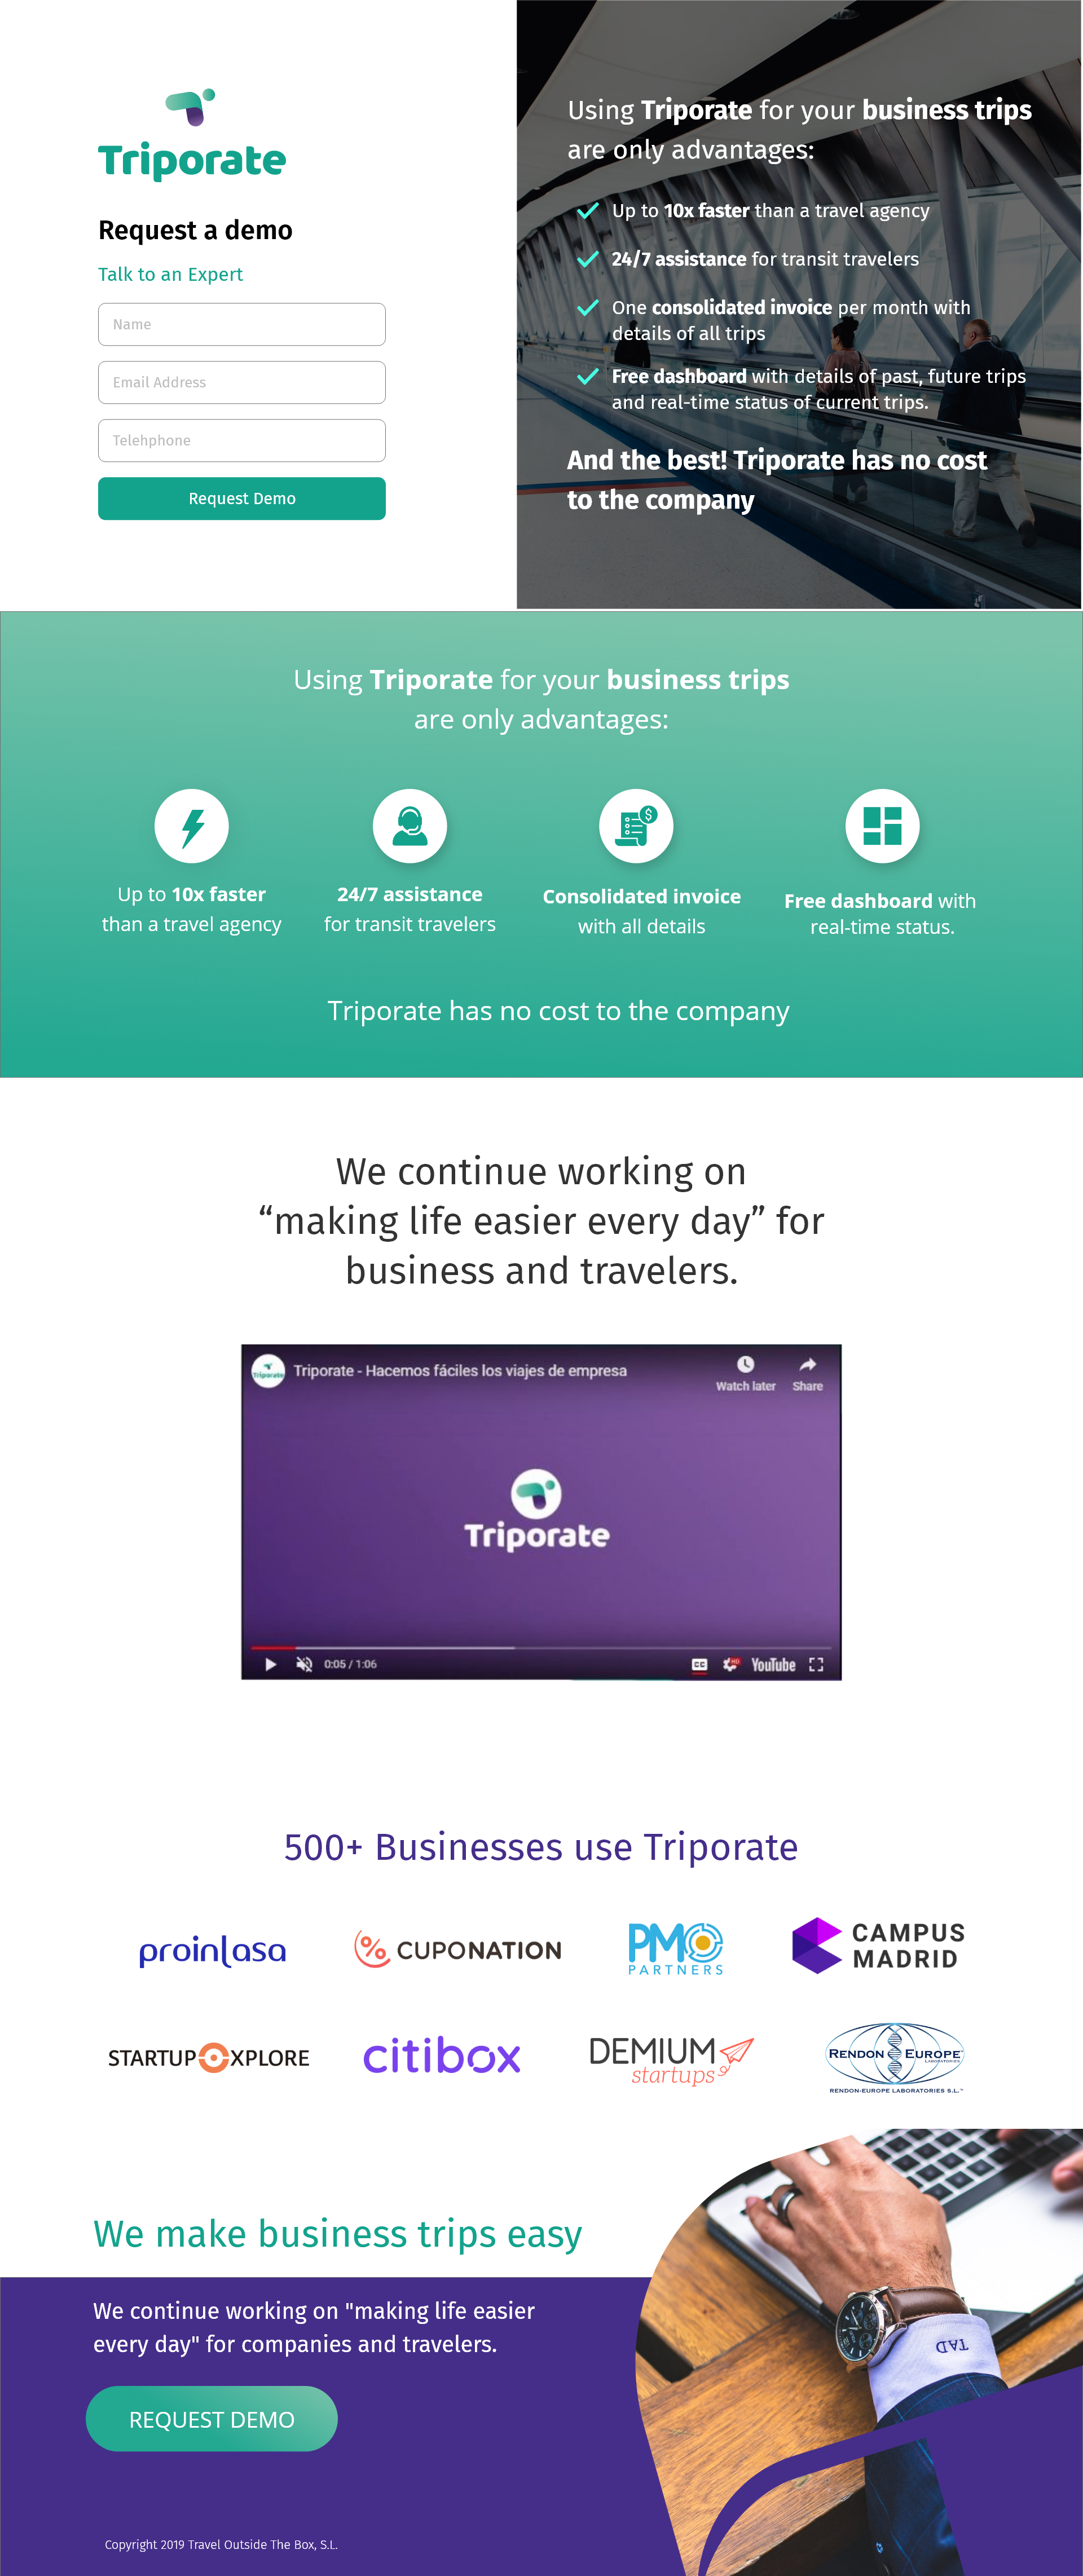 Triporate
Request a demo
Talk to an Expert
Name
Email Address
Telehphone
Request Demo
Using Triporate for your business trips
are only advantages:
Up to 10x faster than a travel agency
24/7 assistance for transit travelers
One consolidated invoice per month with
details of all trips
Free dashboard with details of past, future trips
and real-time status of current trips.
And the best! Triporate has no cost
to the company
Using Triporate for your business trips
are only advantages:
Up to 10x faster
than a travel agency
24/7 assistance
for transit travelers
Consolidated invoice
with all details
Free dashboard with
real-time status.
Triporate has no cost to the company
We continue working on
“making life easier every day” for
business and travelers.
Triporate
Triporate - Hacemos fáciles los viajes de empresa
Watch later
Share
Triporate
0:05 / 1:06
CC
HD
YouTube
500+ Businesses use Triporate
proinlasa
CUPONATION
PMO
PARTNERS
CAMPUS
MADRID
STARTUP XPLORE
citibox
DEMIUM
startups
RENDON EUROPE
LABORATORIES
RENDON-EUROPE LABORATORIES S.L.™
We make business trips easy
We continue working on "making life easier
every day" for companies and travelers.
REQUEST DEMO
TAD
Copyright 2019 Travel Outside The Box, S.L.